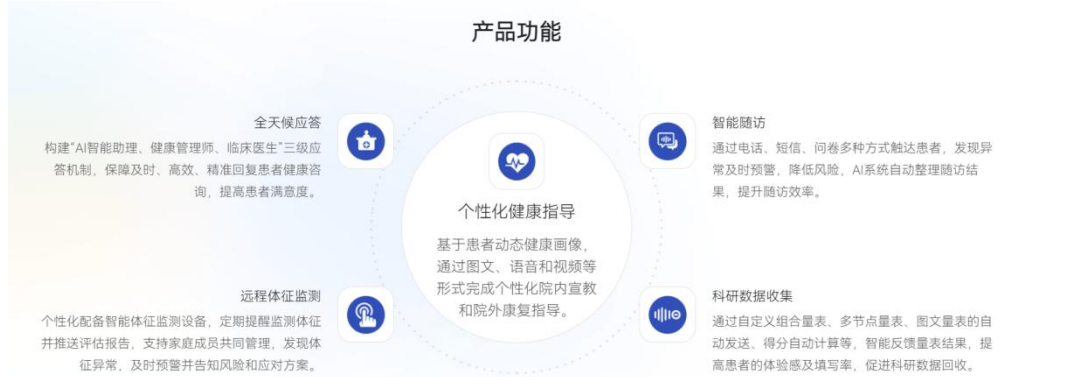 产品功能
全天候应答
构建“AI智能助理、健康管理师、临床医生”三级应
答机制，保障及时、高效、精准回复患者健康咨
询，提高患者满意度。
个性化健康指导
基于患者动态健康画像，
通过图文、语音和视频等
形式完成个性化院内宣教
和院外康复指导。
智能随访
通过电话、短信、问卷多种方式触达患者，发现异
常及时预警，降低风险，AI系统自动整理随访结
果，提升随访效率。
远程体征监测
个性化配备智能体征监测设备，定期提醒监测体征
并推送评估报告，支持家庭成员共同管理，发现体
征异常，及时预警并告知风险和应对方案。
科研数据收集
通过自定义组合量表、多节点量表、图文量表的自
动发送、得分自动计算等，智能反馈量表结果，提
高患者的体验感及填写率，促进科研数据回收。